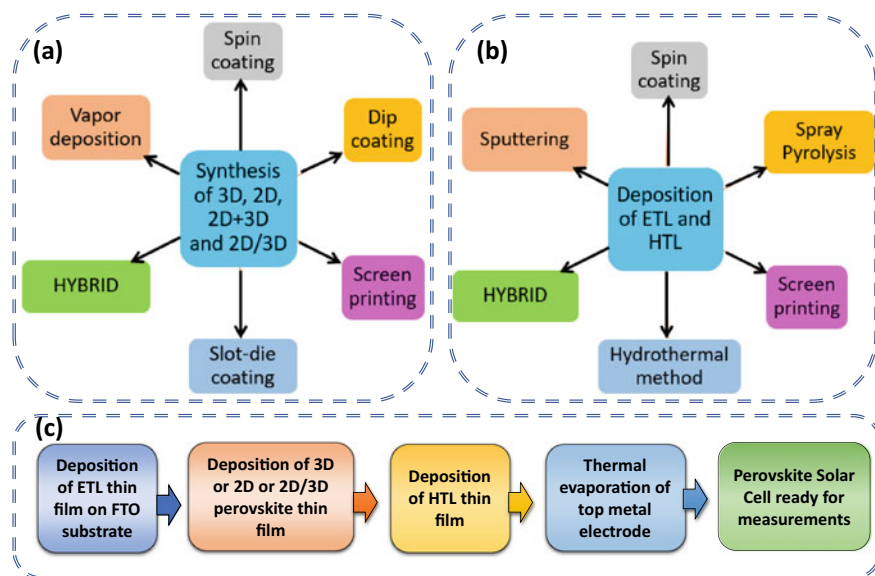 (a)
Spin
coating
Vapor
deposition
Dip
coating
Synthesis
of 3D, 2D,
2D+3D
and 2D/3D
HYBRID
Screen
printing
Slot-die
coating
(b)
Spin
coating
Sputtering
Spray
Pyrolysis
Deposition
of ETL and
HTL
HYBRID
Screen
printing
Hydrothermal
method
(c)
Deposition
of ETL thin
film on FTO
substrate
Deposition of 3D
or 2D or 2D/3D
perovskite thin
film
Deposition
of HTL thin
film
Thermal
evaporation of
top metal
electrode
Perovskite Solar
Cell ready for
measurements